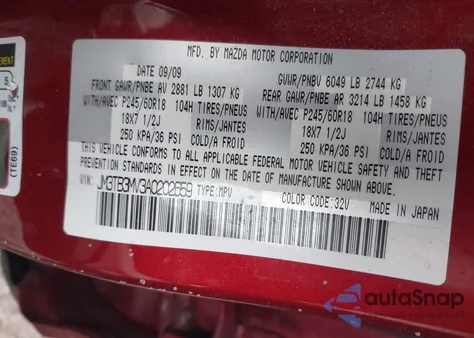 MFD. BY MAZDA MOTOR CORPORATION
DATE 09/09 GVWR/PNBV 6049 LB 2744 KG
FRONT GAWR/PNBE AV 2881 LB 1307 KG REAR GAWR/PNBE AR 3214 LB 1458 KG
WITH/AVEC P245/60R18 104H TIRES/PNEUS WITH/AVEC P245/60R18 104H TIRES/PNEUS
18X7 1/2J RIMS/JANTES 18X7 1/2J RIMS/JANTES
250 KPA/36 PSI COLD/A FROID 250 KPA/36 PSI COLD/A FROID
THIS VEHICLE CONFORMS TO ALL APPLICABLE FEDERAL MOTOR VEHICLE SAFETY AND THEFT
PREVENTION STANDARDS IN EFFECT ON THE DATE OF MANUFACTURE SHOWN ABOVE.
VIN: JM3TB3MV3A0202559 TYPE:MPV COLOR CODE:32V MADE IN JAPAN
(TE69)
autoSnap
www.autosnap.com